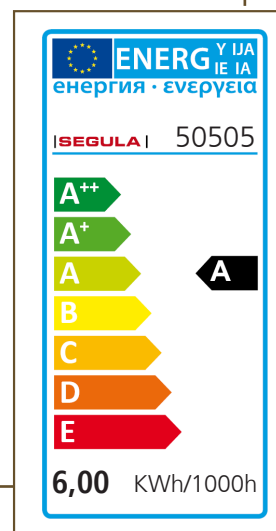 ENERG Y IJA
IE IA
енергия · ενεργεια
SEGULA 50505
A++
A+
A A
B
C
D
E
6,00 KWh/1000h